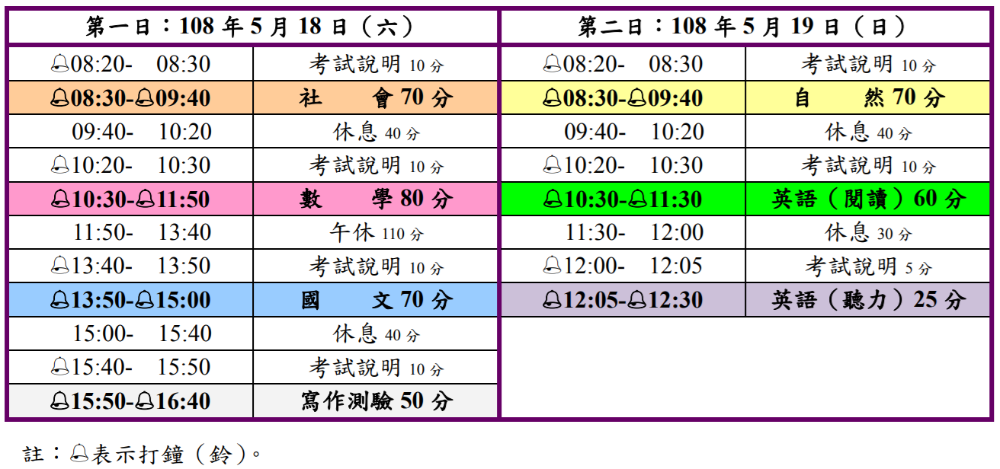 第一日：108 年 5 月 18 日（六） 第二日：108 年 5 月 19 日（日）
🔔08:20- 08:30 考試說明 10 分 🔔08:20- 08:30 考試說明 10 分
🔔08:30-🔔09:40 社 會 70 分 🔔08:30-🔔09:40 自 然 70 分
09:40- 10:20 休息 40 分 09:40- 10:20 休息 40 分
🔔10:20- 10:30 考試說明 10 分 🔔10:20- 10:30 考試說明 10 分
🔔10:30-🔔11:50 數 學 80 分 🔔10:30-🔔11:30 英語（閱讀）60 分
11:50- 13:40 午休 110 分 11:30- 12:00 休息 30 分
🔔13:40- 13:50 考試說明 10 分 🔔12:00- 12:05 考試說明 5 分
🔔13:50-🔔15:00 國 文 70 分 🔔12:05-🔔12:30 英語（聽力）25 分
15:00- 15:40 休息 40 分
🔔15:40- 15:50 考試說明 10 分
🔔15:50-🔔16:40 寫作測驗 50 分
註：🔔表示打鐘（鈴）。